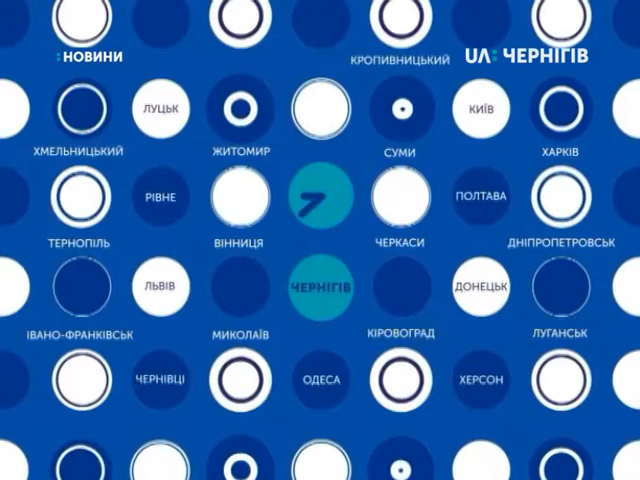 :НОВИНИ
КРОПИВНИЦЬКИЙ
UA: ЧЕРНІГІВ
ЛУЦЬК
КИЇВ
ХМЕЛЬНИЦЬКИЙ
ЖИТОМИР
СУМИ
ХАРКІВ
РІВНЕ
ПОЛТАВА
ТЕРНОПІЛЬ
ВІННИЦЯ
ЧЕРКАСИ
ДНІПРОПЕТРОВСЬК
ЛЬВІВ
ЧЕРНІГІВ
ДОНЕЦЬК
ІВАНО-ФРАНКІВСЬК
МИКОЛАЇВ
КІРОВОГРАД
ЛУГАНСЬК
ЧЕРНІВЦІ
ОДЕСА
ХЕРСОН